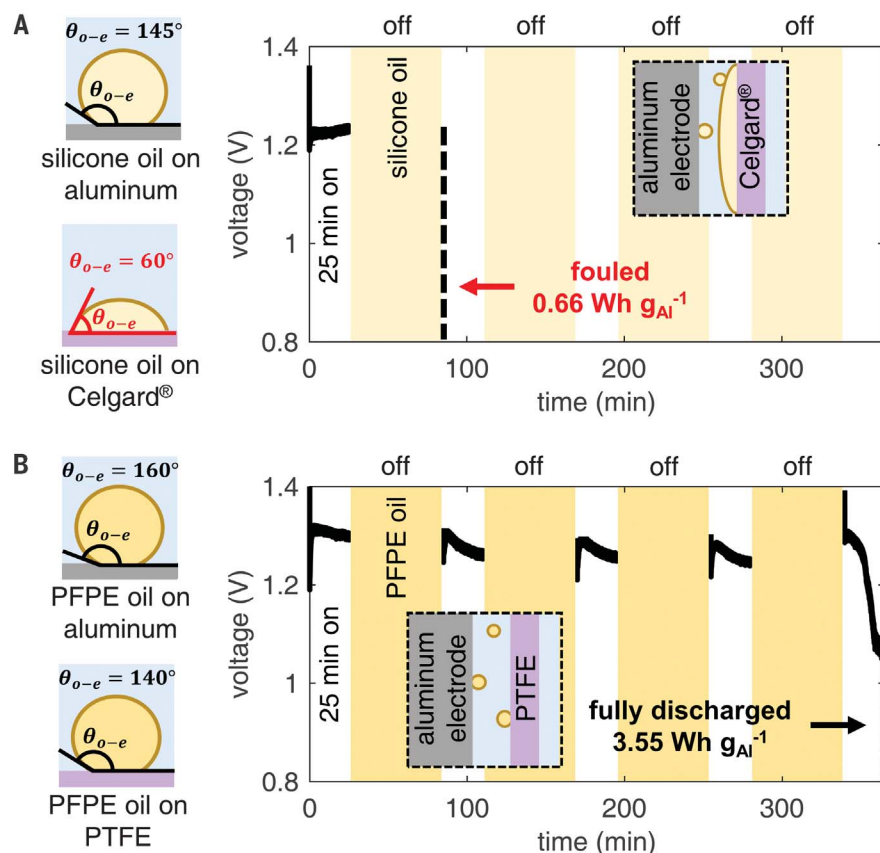 A
θo-e = 145°
θo-e
silicone oil on
aluminum
θo-e = 60°
θo-e
silicone oil on
Celgard®
off off off off
1.4
1.2
1
0.8
voltage (V)
25 min on
silicone oil
aluminum
electrode
Celgard®
fouled
0.66 Wh gAl-1
0 100 200 300
time (min)
B
θo-e = 160°
θo-e
PFPE oil on
aluminum
θo-e = 140°
θo-e
PFPE oil on
PTFE
off off off off
1.4
1.2
1
0.8
voltage (V)
25 min on
PFPE oil
aluminum
electrode
PTFE
fully discharged
3.55 Wh gAl-1
0 100 200 300
time (min)